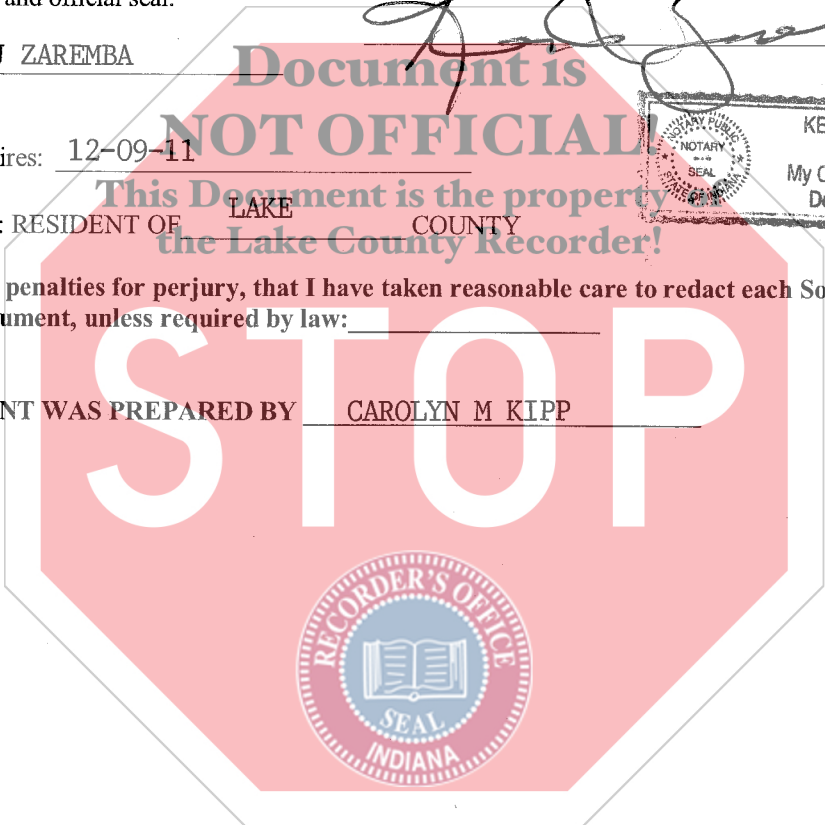 and official seal.
ZAREMBA
Document is
NOT OFFICIAL!
ires: 12-09-11
This Document is the property of
the Lake County Recorder!
: RESIDENT OF LAKE COUNTY
NOTARY PUBLIC
NOTARY
SEAL
STATE OF INDIANA
KE
My C
penalties for perjury, that I have taken reasonable care to redact each So
ument, unless required by law:
STOP
NT WAS PREPARED BY CAROLYN M KIPP
RECORDER'S OFFICE
SEAL
INDIANA